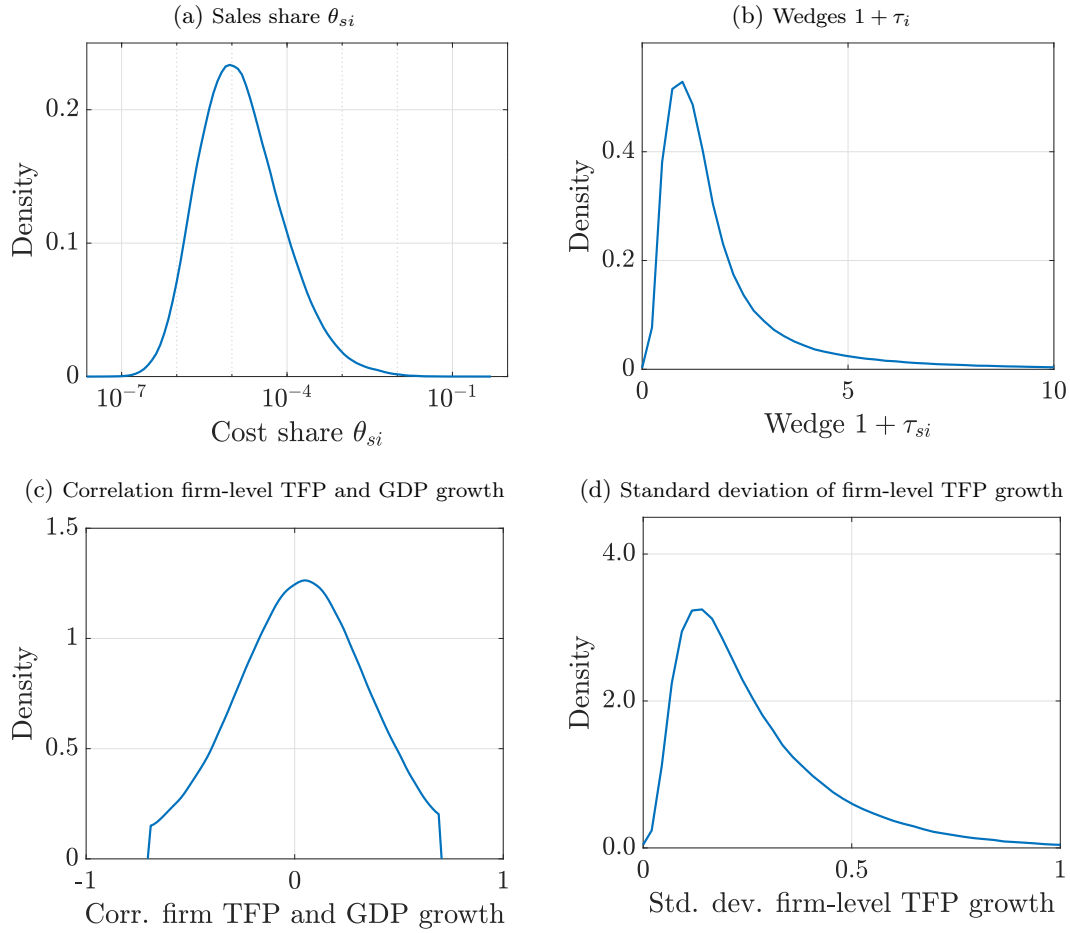 (a) Sales share θsi
0.2
0.1
0
Density
10⁻⁷
10⁻⁴
10⁻¹
Cost share θsi
(b) Wedges 1 + τi
0.4
0.2
0
Density
0
5
10
Wedge 1 + τsi
(c) Correlation firm-level TFP and GDP growth
1.5
1
0.5
0
Density
-1
0
1
Corr. firm TFP and GDP growth
(d) Standard deviation of firm-level TFP growth
4.0
2.0
0.0
Density
0
0.5
1
Std. dev. firm-level TFP growth